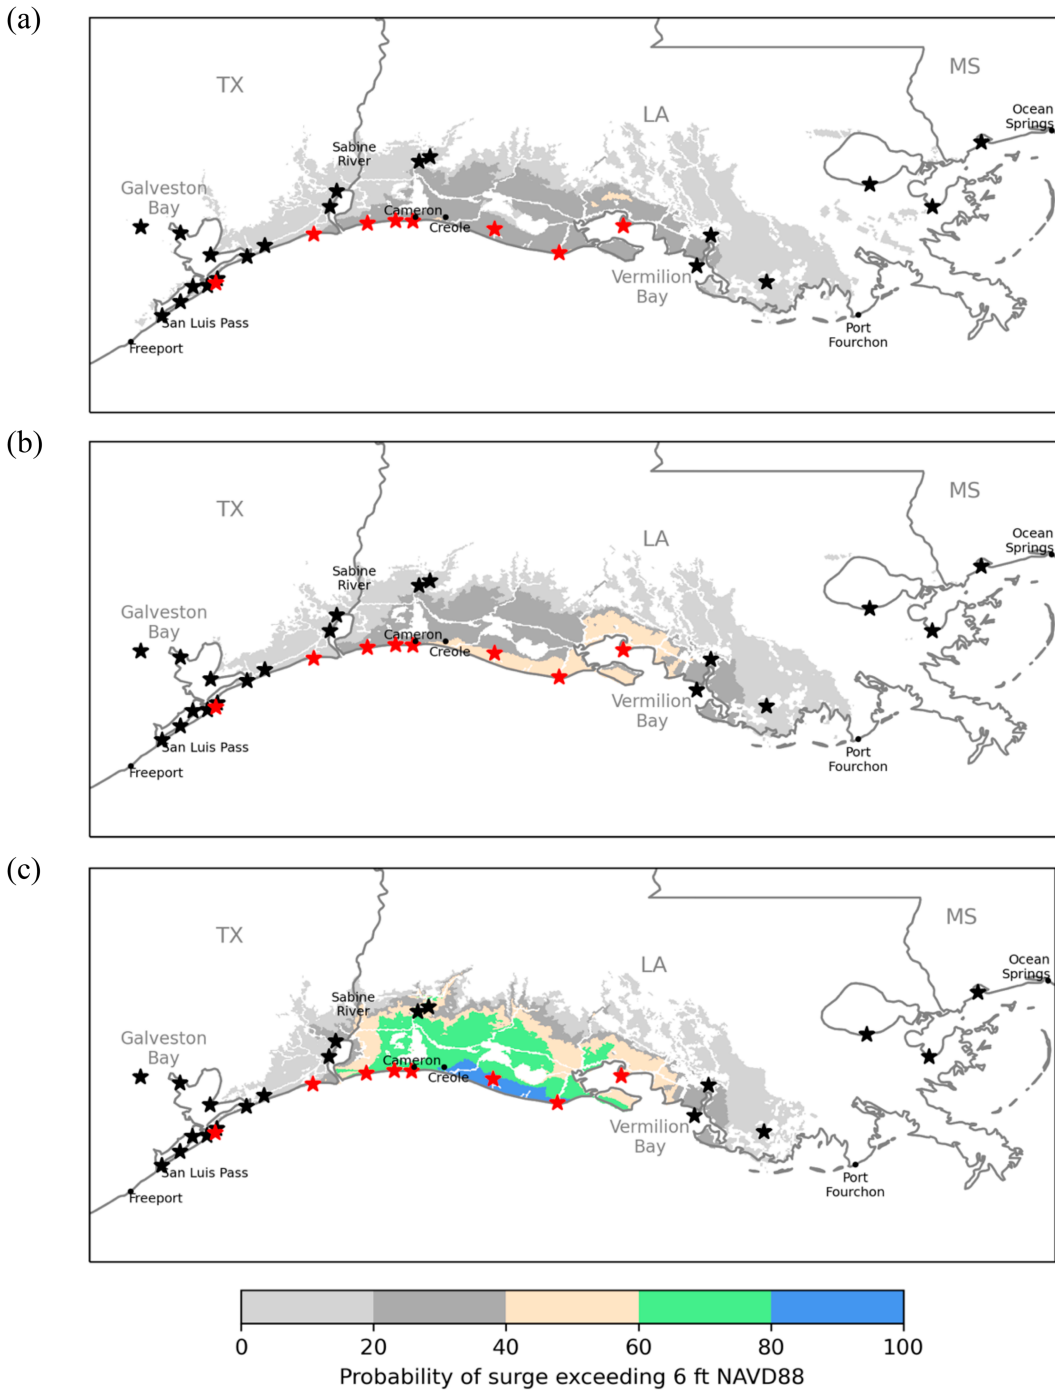 (a)
TX
LA
MS
Ocean
Springs
Sabine
River
Galveston
Bay
Cameron
Creole
Vermilion
Bay
San Luis Pass
Freeport
Port
Fourchon
(b)
TX
LA
MS
Ocean
Springs
Sabine
River
Galveston
Bay
Cameron
Creole
Vermilion
Bay
San Luis Pass
Freeport
Port
Fourchon
(c)
TX
LA
MS
Ocean
Springs
Sabine
River
Galveston
Bay
Cameron
Creole
Vermilion
Bay
San Luis Pass
Freeport
Port
Fourchon
0 20 40 60 80 100
Probability of surge exceeding 6 ft NAVD88